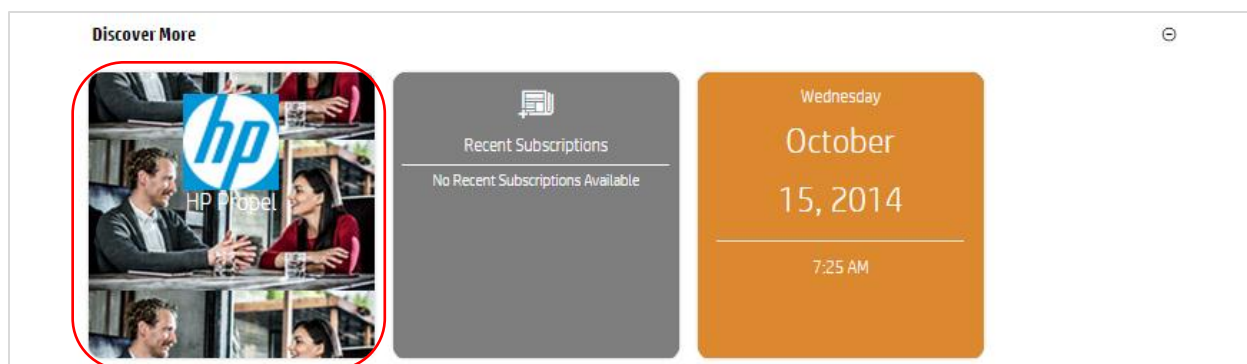 Discover More
hp
HP Propel
Recent Subscriptions
No Recent Subscriptions Available
Wednesday
October
15, 2014
7:25 AM